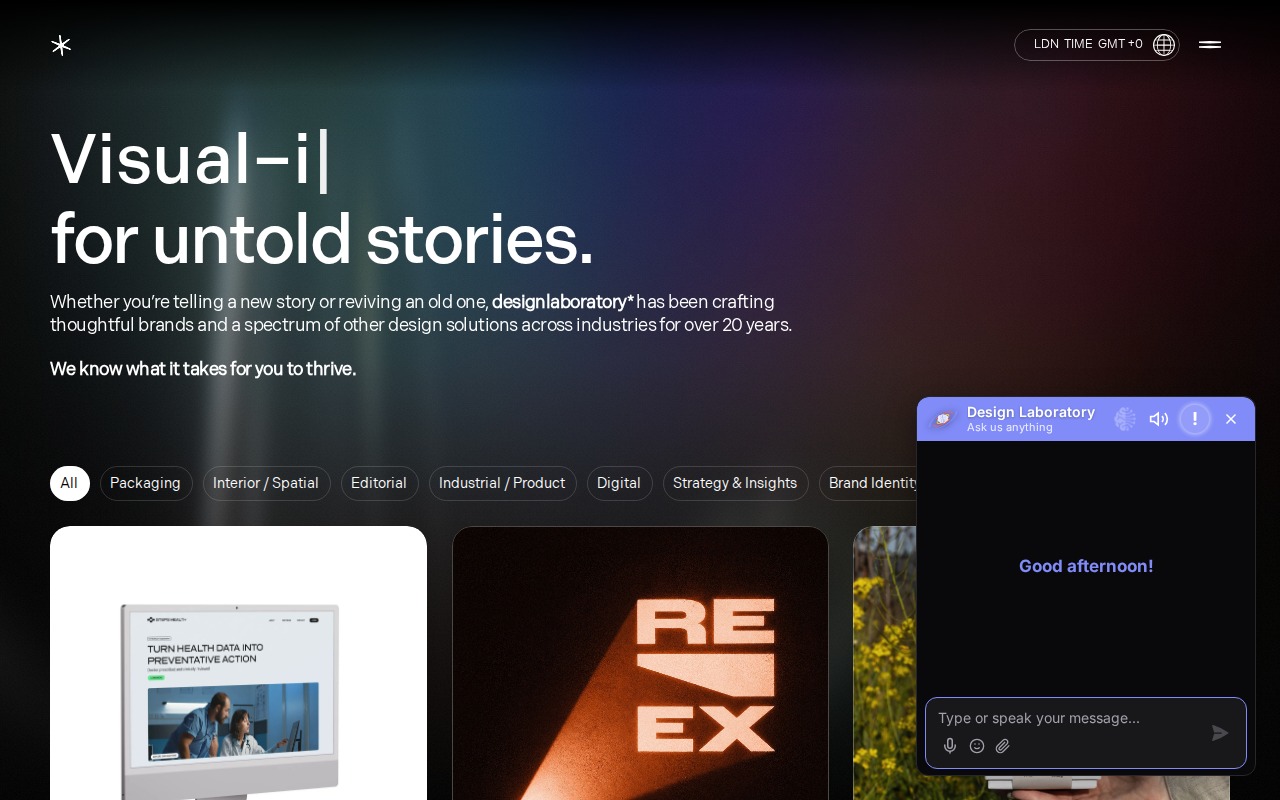 LDN TIME GMT +0
Visual-i
for untold stories.
Whether you're telling a new story or reviving an old one, designlaboratory* has been crafting
thoughtful brands and a spectrum of other design solutions across industries for over 20 years.
We know what it takes for you to thrive.
Design Laboratory
Ask us anything
All
Packaging
Interior / Spatial
Editorial
Industrial / Product
Digital
Strategy & Insights
Brand Identity
Good afternoon!
TURN HEALTH DATA INTO
PREVENTATIVE ACTION
RE
EX
Type or speak your message...